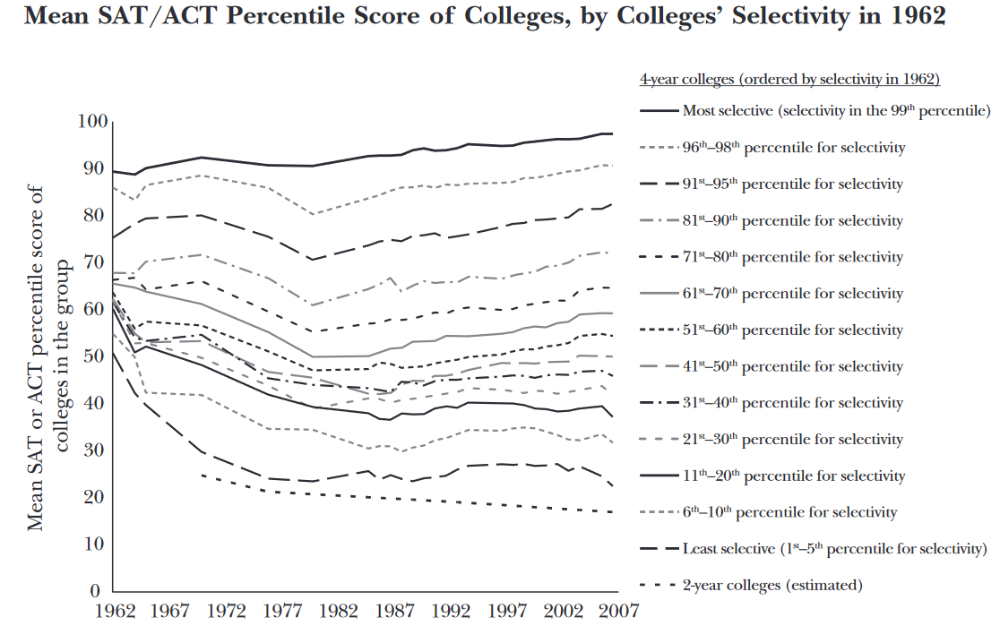 Mean SAT/ACT Percentile Score of Colleges, by Colleges’ Selectivity in 1962
4-year colleges (ordered by selectivity in 1962)
Most selective (selectivity in the 99th percentile)
96th–98th percentile for selectivity
91st–95th percentile for selectivity
81st–90th percentile for selectivity
71st–80th percentile for selectivity
61st–70th percentile for selectivity
51st–60th percentile for selectivity
41st–50th percentile for selectivity
31st–40th percentile for selectivity
21st–30th percentile for selectivity
11th–20th percentile for selectivity
6th–10th percentile for selectivity
Least selective (1st–5th percentile for selectivity)
2-year colleges (estimated)
Mean SAT or ACT percentile score of
colleges in the group
100
90
80
70
60
50
40
30
20
10
0
1962 1967 1972 1977 1982 1987 1992 1997 2002 2007